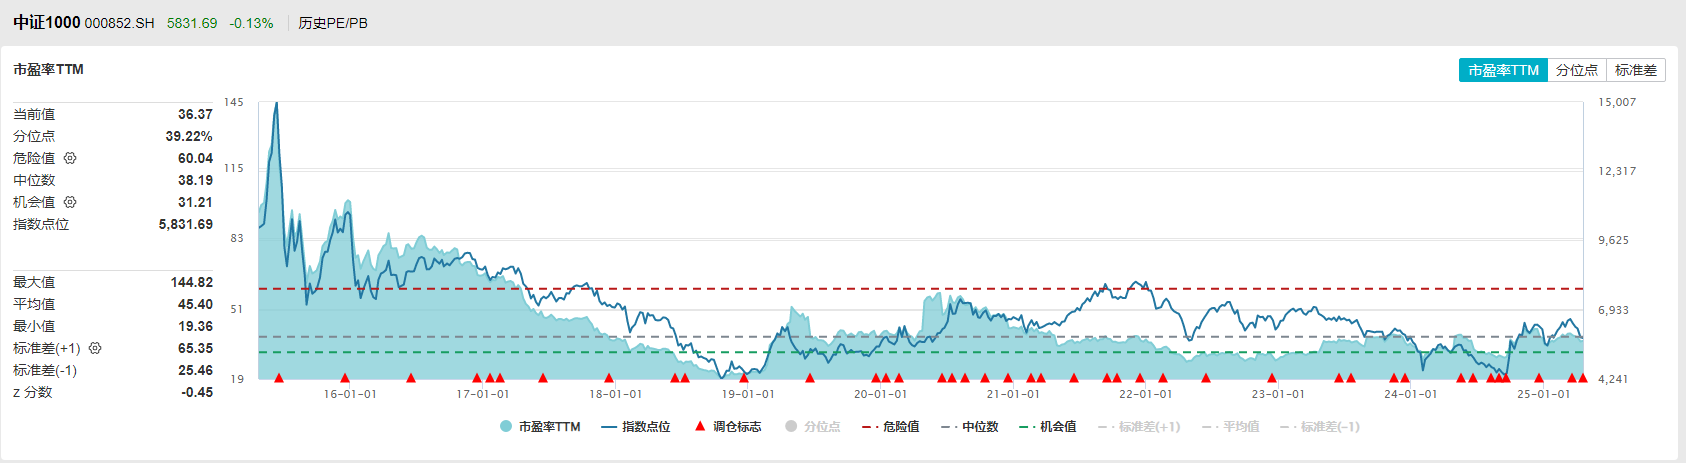 中证1000 000852.SH 5831.69 -0.13% 历史PE/PB
市盈率TTM
市盈率TTM 分位点 标准差
当前值 36.37
分位点 39.22%
危险值 60.04
中位数 38.19
机会值 31.21
指数点位 5,831.69
最大值 144.82
平均值 45.40
最小值 19.36
标准差(+1) 65.35
标准差(-1) 25.46
z 分数 -0.45
145 15,007
115 12,317
83 9,625
51 6,933
19 4,241
16-01-01 17-01-01 18-01-01 19-01-01 20-01-01 21-01-01 22-01-01 23-01-01 24-01-01 25-01-01
市盈率TTM 指数点位 调仓标志 分位点 危险值 中位数 机会值 标准差(+1) 平均值 标准差(-1)